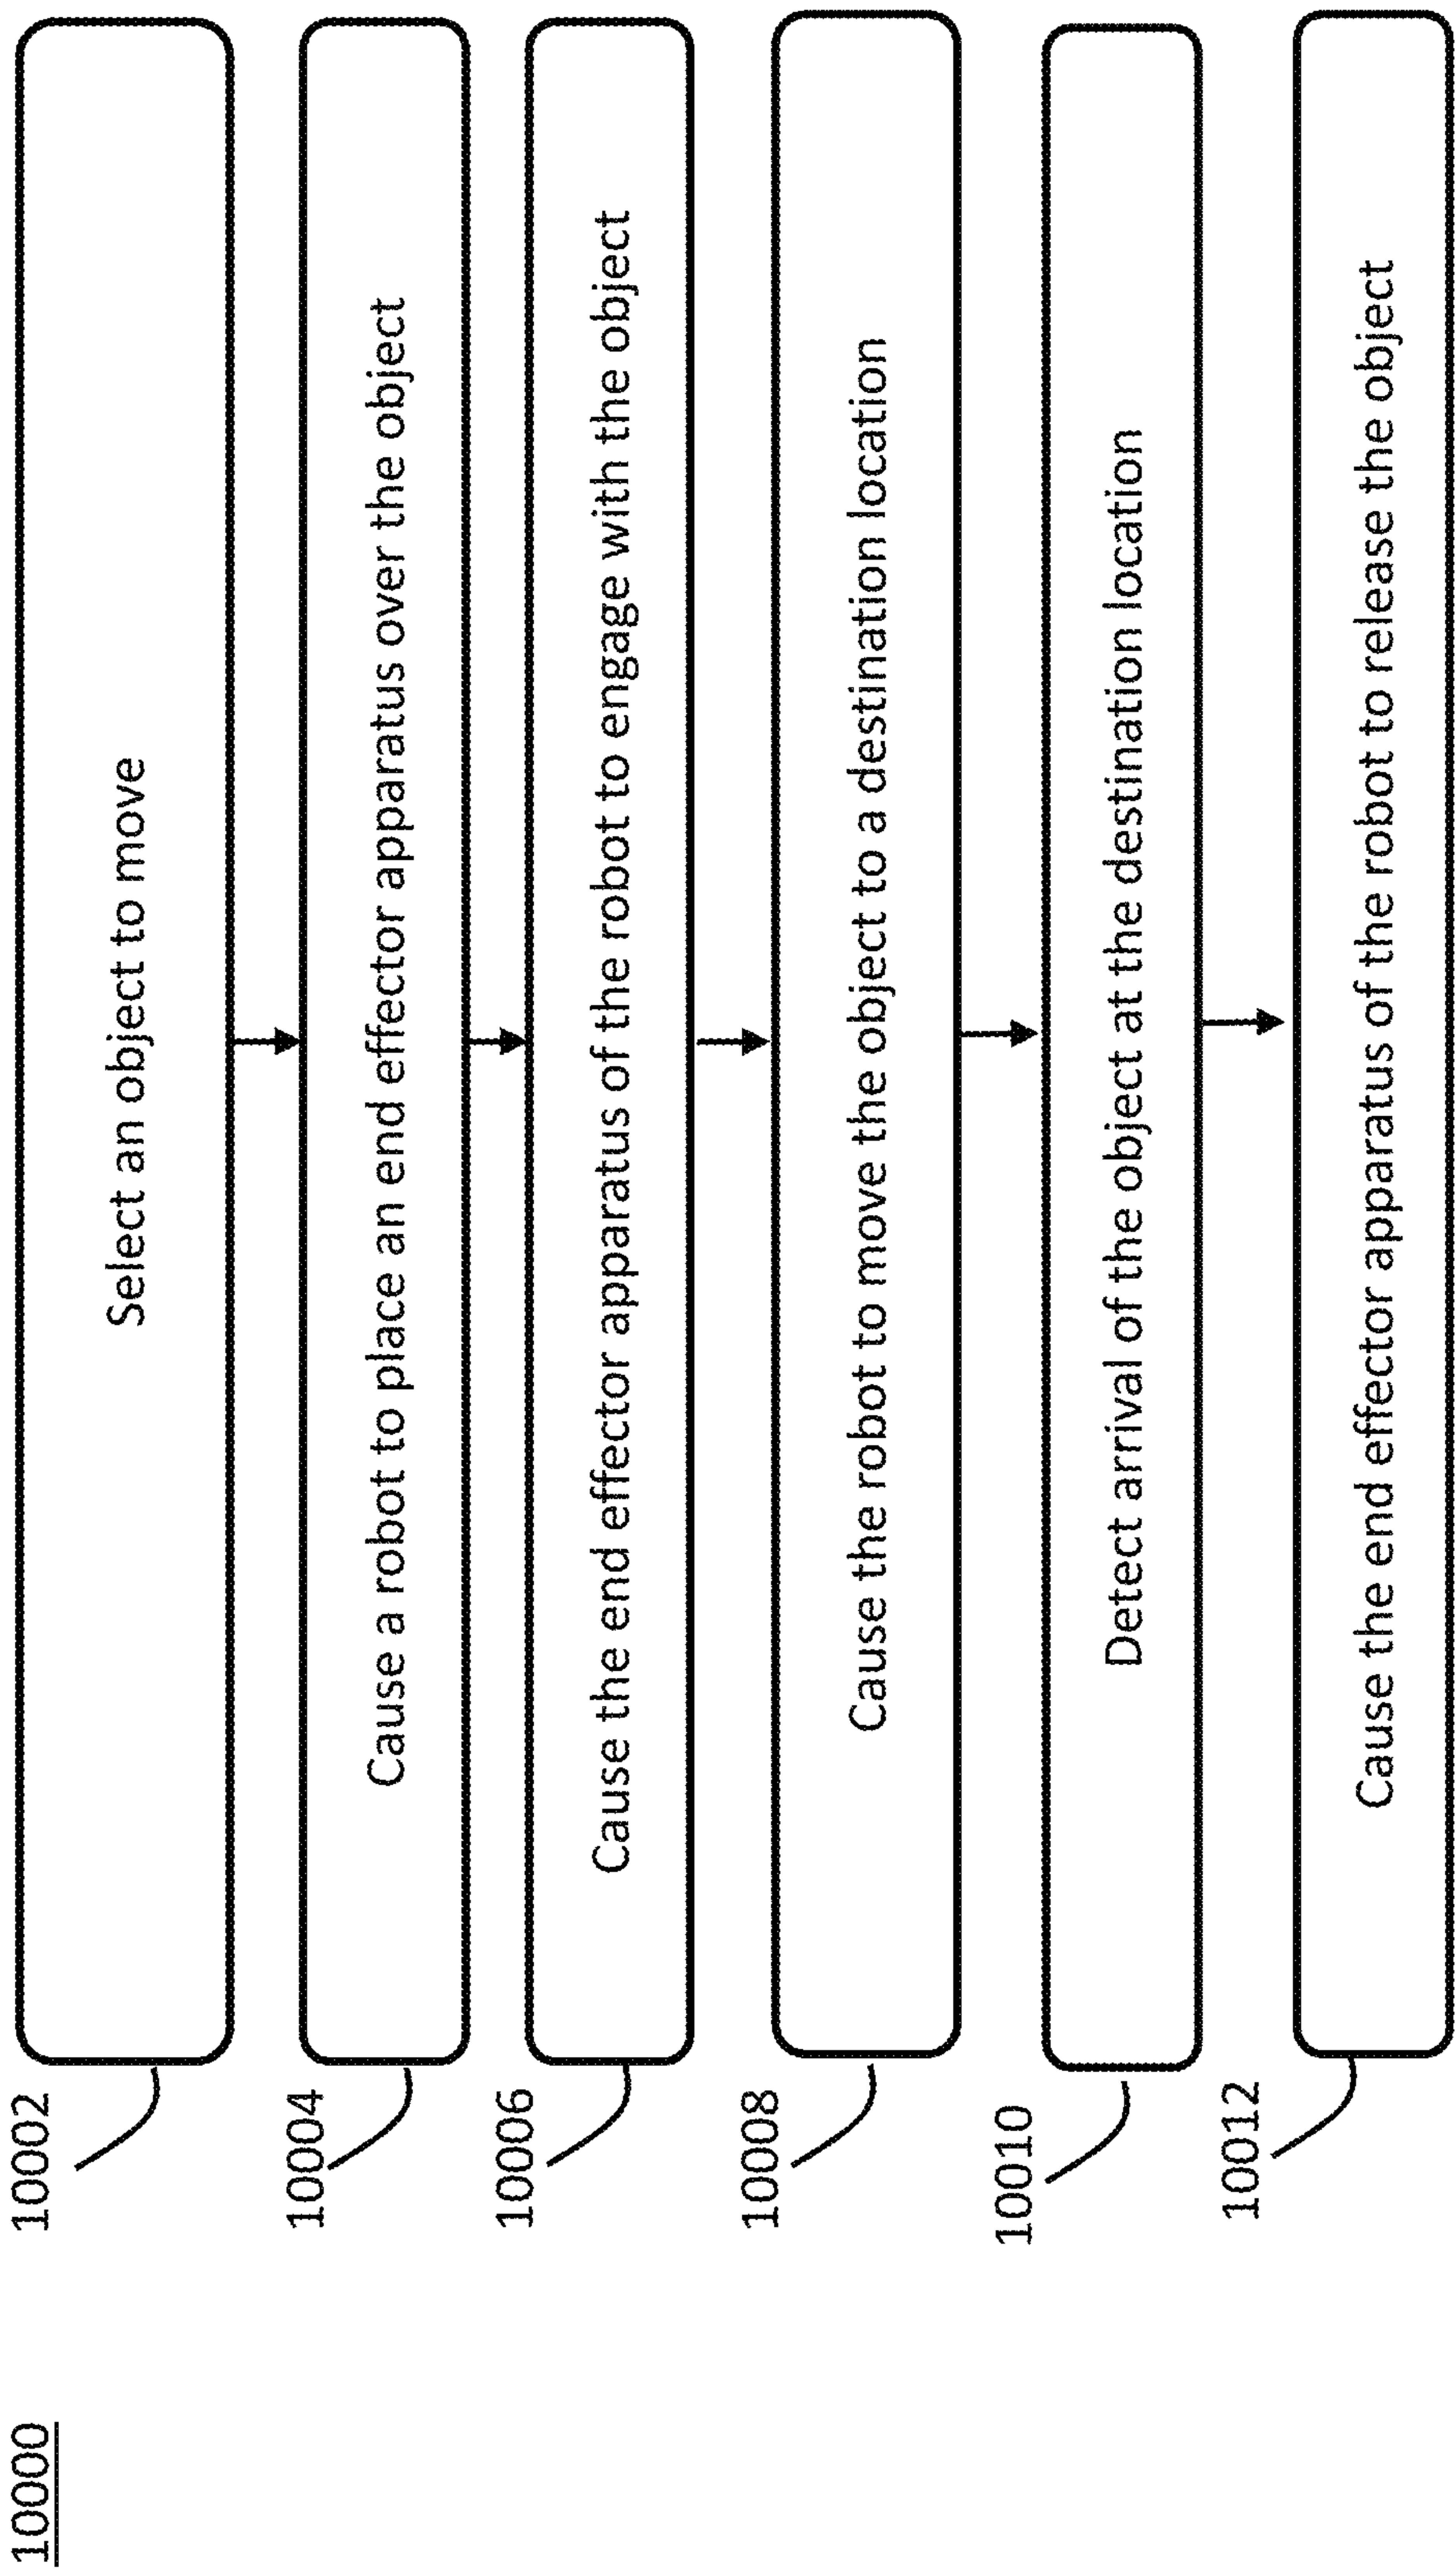 10000
10002
Select an object to move
10004
Cause a robot to place an end effector apparatus over the object
10006
Cause the end effector apparatus of the robot to engage with the object
10008
Cause the robot to move the object to a destination location
10010
Detect arrival of the object at the destination location
10012
Cause the end effector apparatus of the robot to release the object